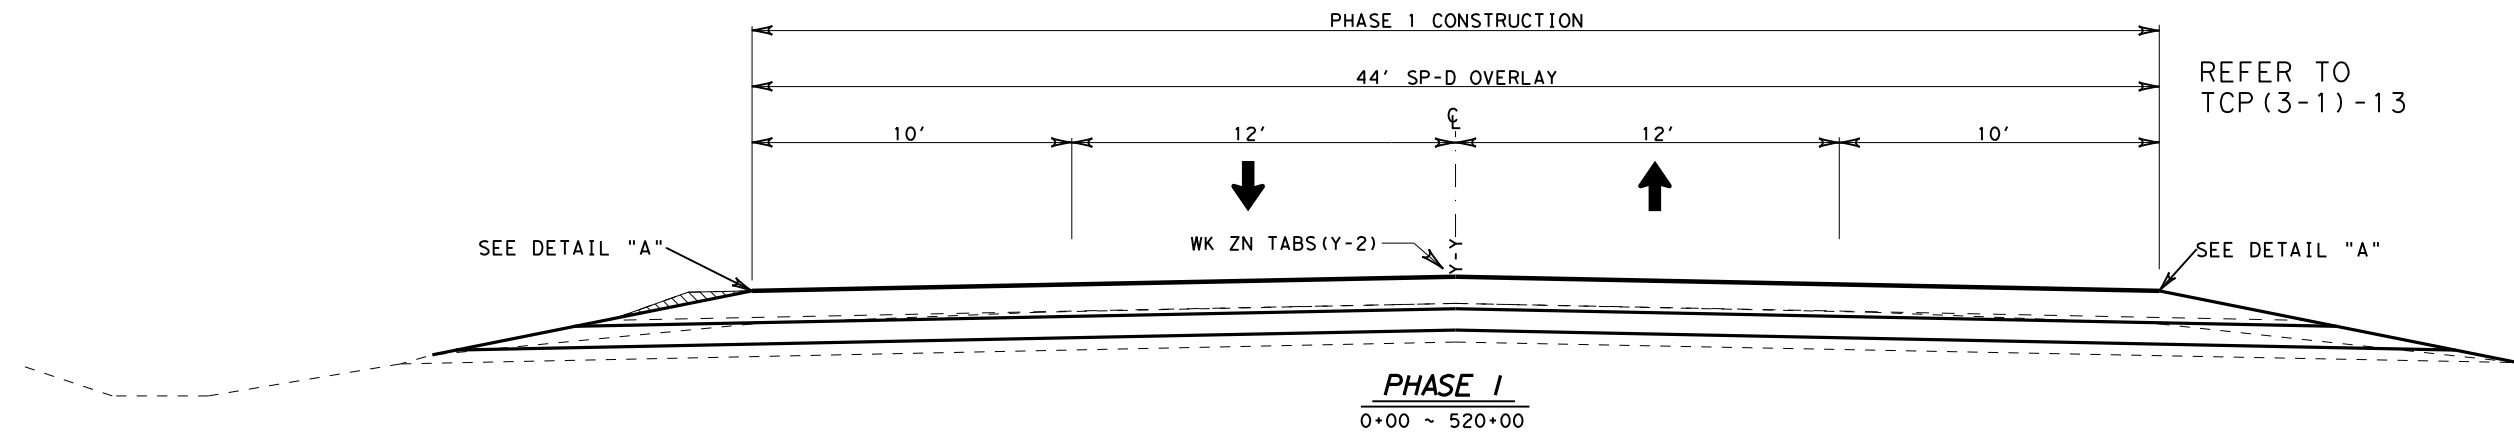 PHASE 1 CONSTRUCTION
44' SP-D OVERLAY
REFER TO
TCP(3-1)-13
℄
10'
12'
12'
10'
SEE DETAIL "A"
WK ZN TABS(Y-2)
Y-Y
SEE DETAIL "A"
PHASE 1
0+00 ~ 520+00